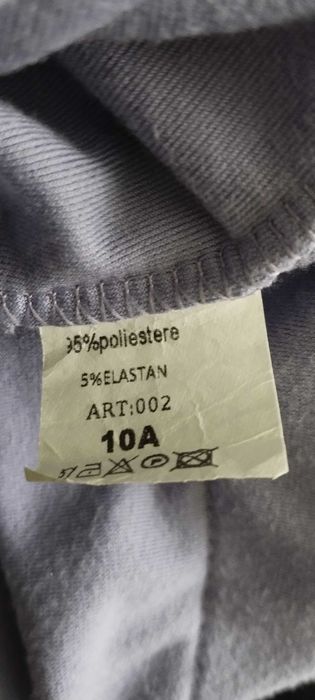 95%poliestere
5%ELASTAN
ART:002
10A
P